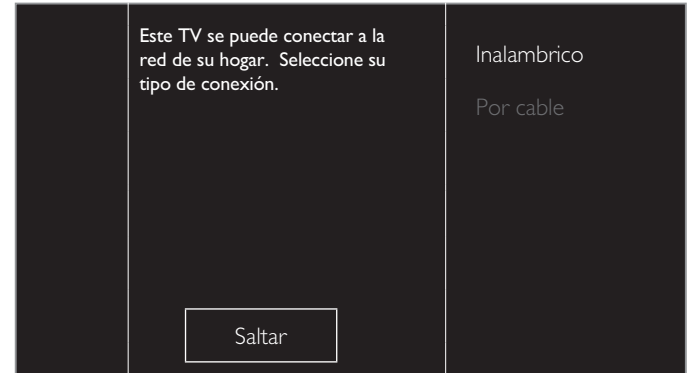 Este TV se puede conectar a la
red de su hogar. Seleccione su
tipo de conexión.
Inalambrico
Por cable
Saltar